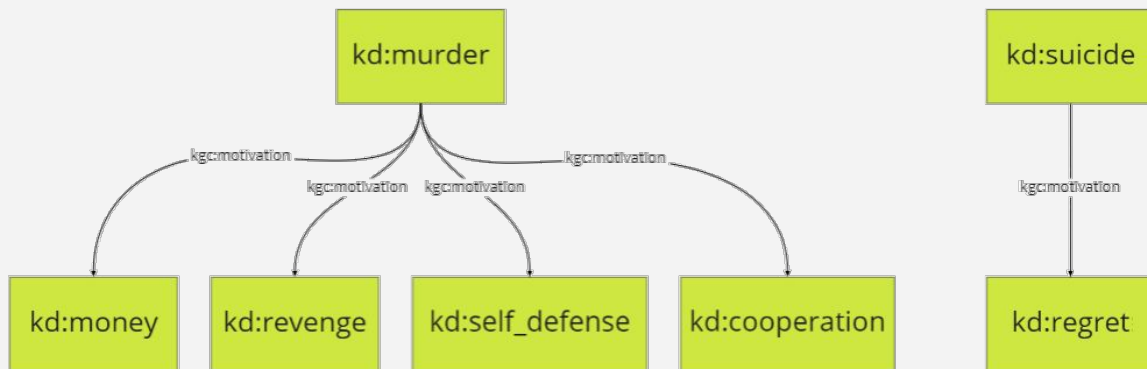 kd:murder
kd:suicide
kgc:motivation
kgc:motivation
kgc:motivation
kgc:motivation
kgc:motivation
kd:money
kd:revenge
kd:self_defense
kd:cooperation
kd:regret